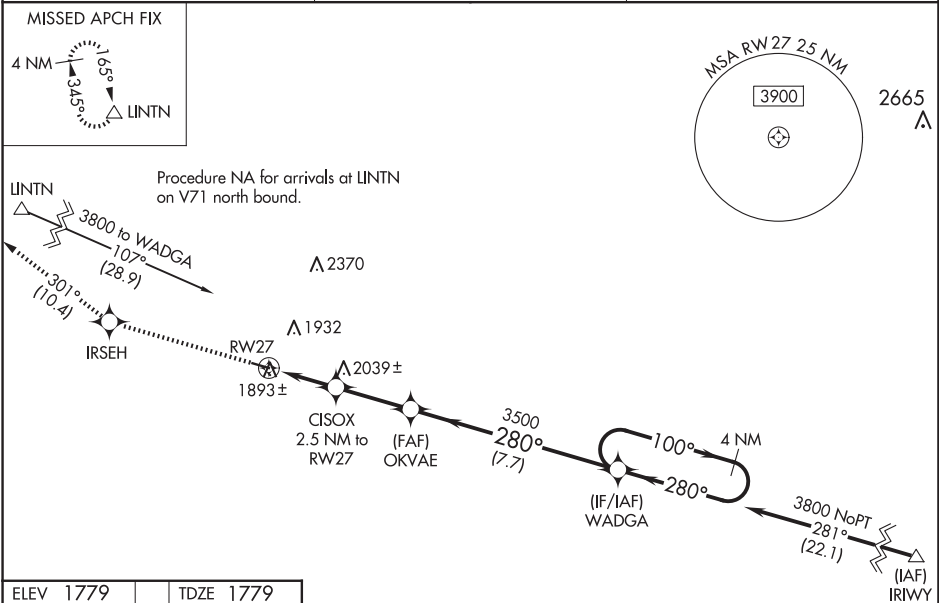 MISSED APCH FIX
4 NM
165°
345°
LINTN
MSA RW27 25 NM
3900
2665
Procedure NA for arrivals at LINTN
on V71 north bound.
LINTN
3800 to WADGA
107°
(28.9)
2370
301°
(10.4)
IRSEH
1932
RW27
2039±
1893±
CISOX
2.5 NM to
RW27
(FAF)
OKVAE
3500
280°
(7.7)
100°
4 NM
280°
(IF/IAF)
WADGA
3800 NoPT
281°
(22.1)
(IAF)
IRIWY
ELEV 1779
TDZE 1779